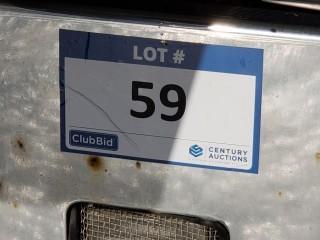 LOT #
59
ClubBid
CENTURY
AUCTIONS